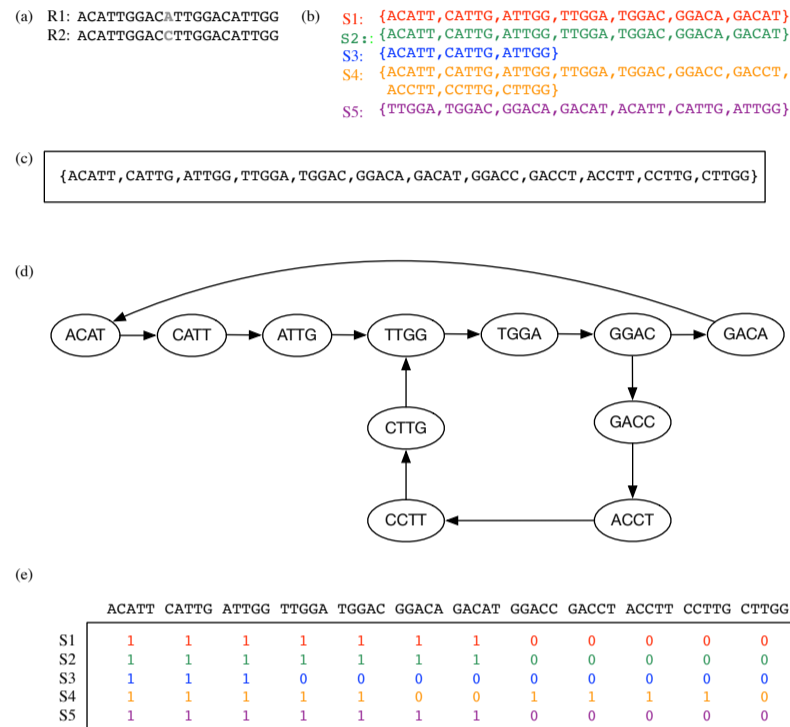 (a) R1: ACATTGGACATTGGACATTGG
R2: ACATTGGACCTTGGACATTGG
(b) S1: {ACATT,CATTG,ATTGG,TTGGA,TGGAC,GGACA,GACAT}
S2:: {ACATT,CATTG,ATTGG,TTGGA,TGGAC,GGACA,GACAT}
S3: {ACATT,CATTG,ATTGG}
S4: {ACATT,CATTG,ATTGG,TTGGA,TGGAC,GGACC,GACCT,
ACCTT,CCTTG,CTTGG}
S5: {TTGGA,TGGAC,GGACA,GACAT,ACATT,CATTG,ATTGG}
(c)
{ACATT,CATTG,ATTGG,TTGGA,TGGAC,GGACA,GACAT,GGACC,GACCT,ACCTT,CCTTG,CTTGG}
(d)
ACAT CATT ATTG TTGG TGGA GGAC GACA
CTTG GACC
CCTT ACCT
(e)
ACATT CATTG ATTGG TTGGA TGGAC GGACA GACAT GGACC GACCT ACCTT CCTTG CTTGG
S1 1 1 1 1 1 1 1 0 0 0 0 0
S2 1 1 1 1 1 1 1 0 0 0 0 0
S3 1 1 1 0 0 0 0 0 0 0 0 0
S4 1 1 1 1 1 0 0 1 1 1 1 0
S5 1 1 1 1 1 1 1 0 0 0 0 0